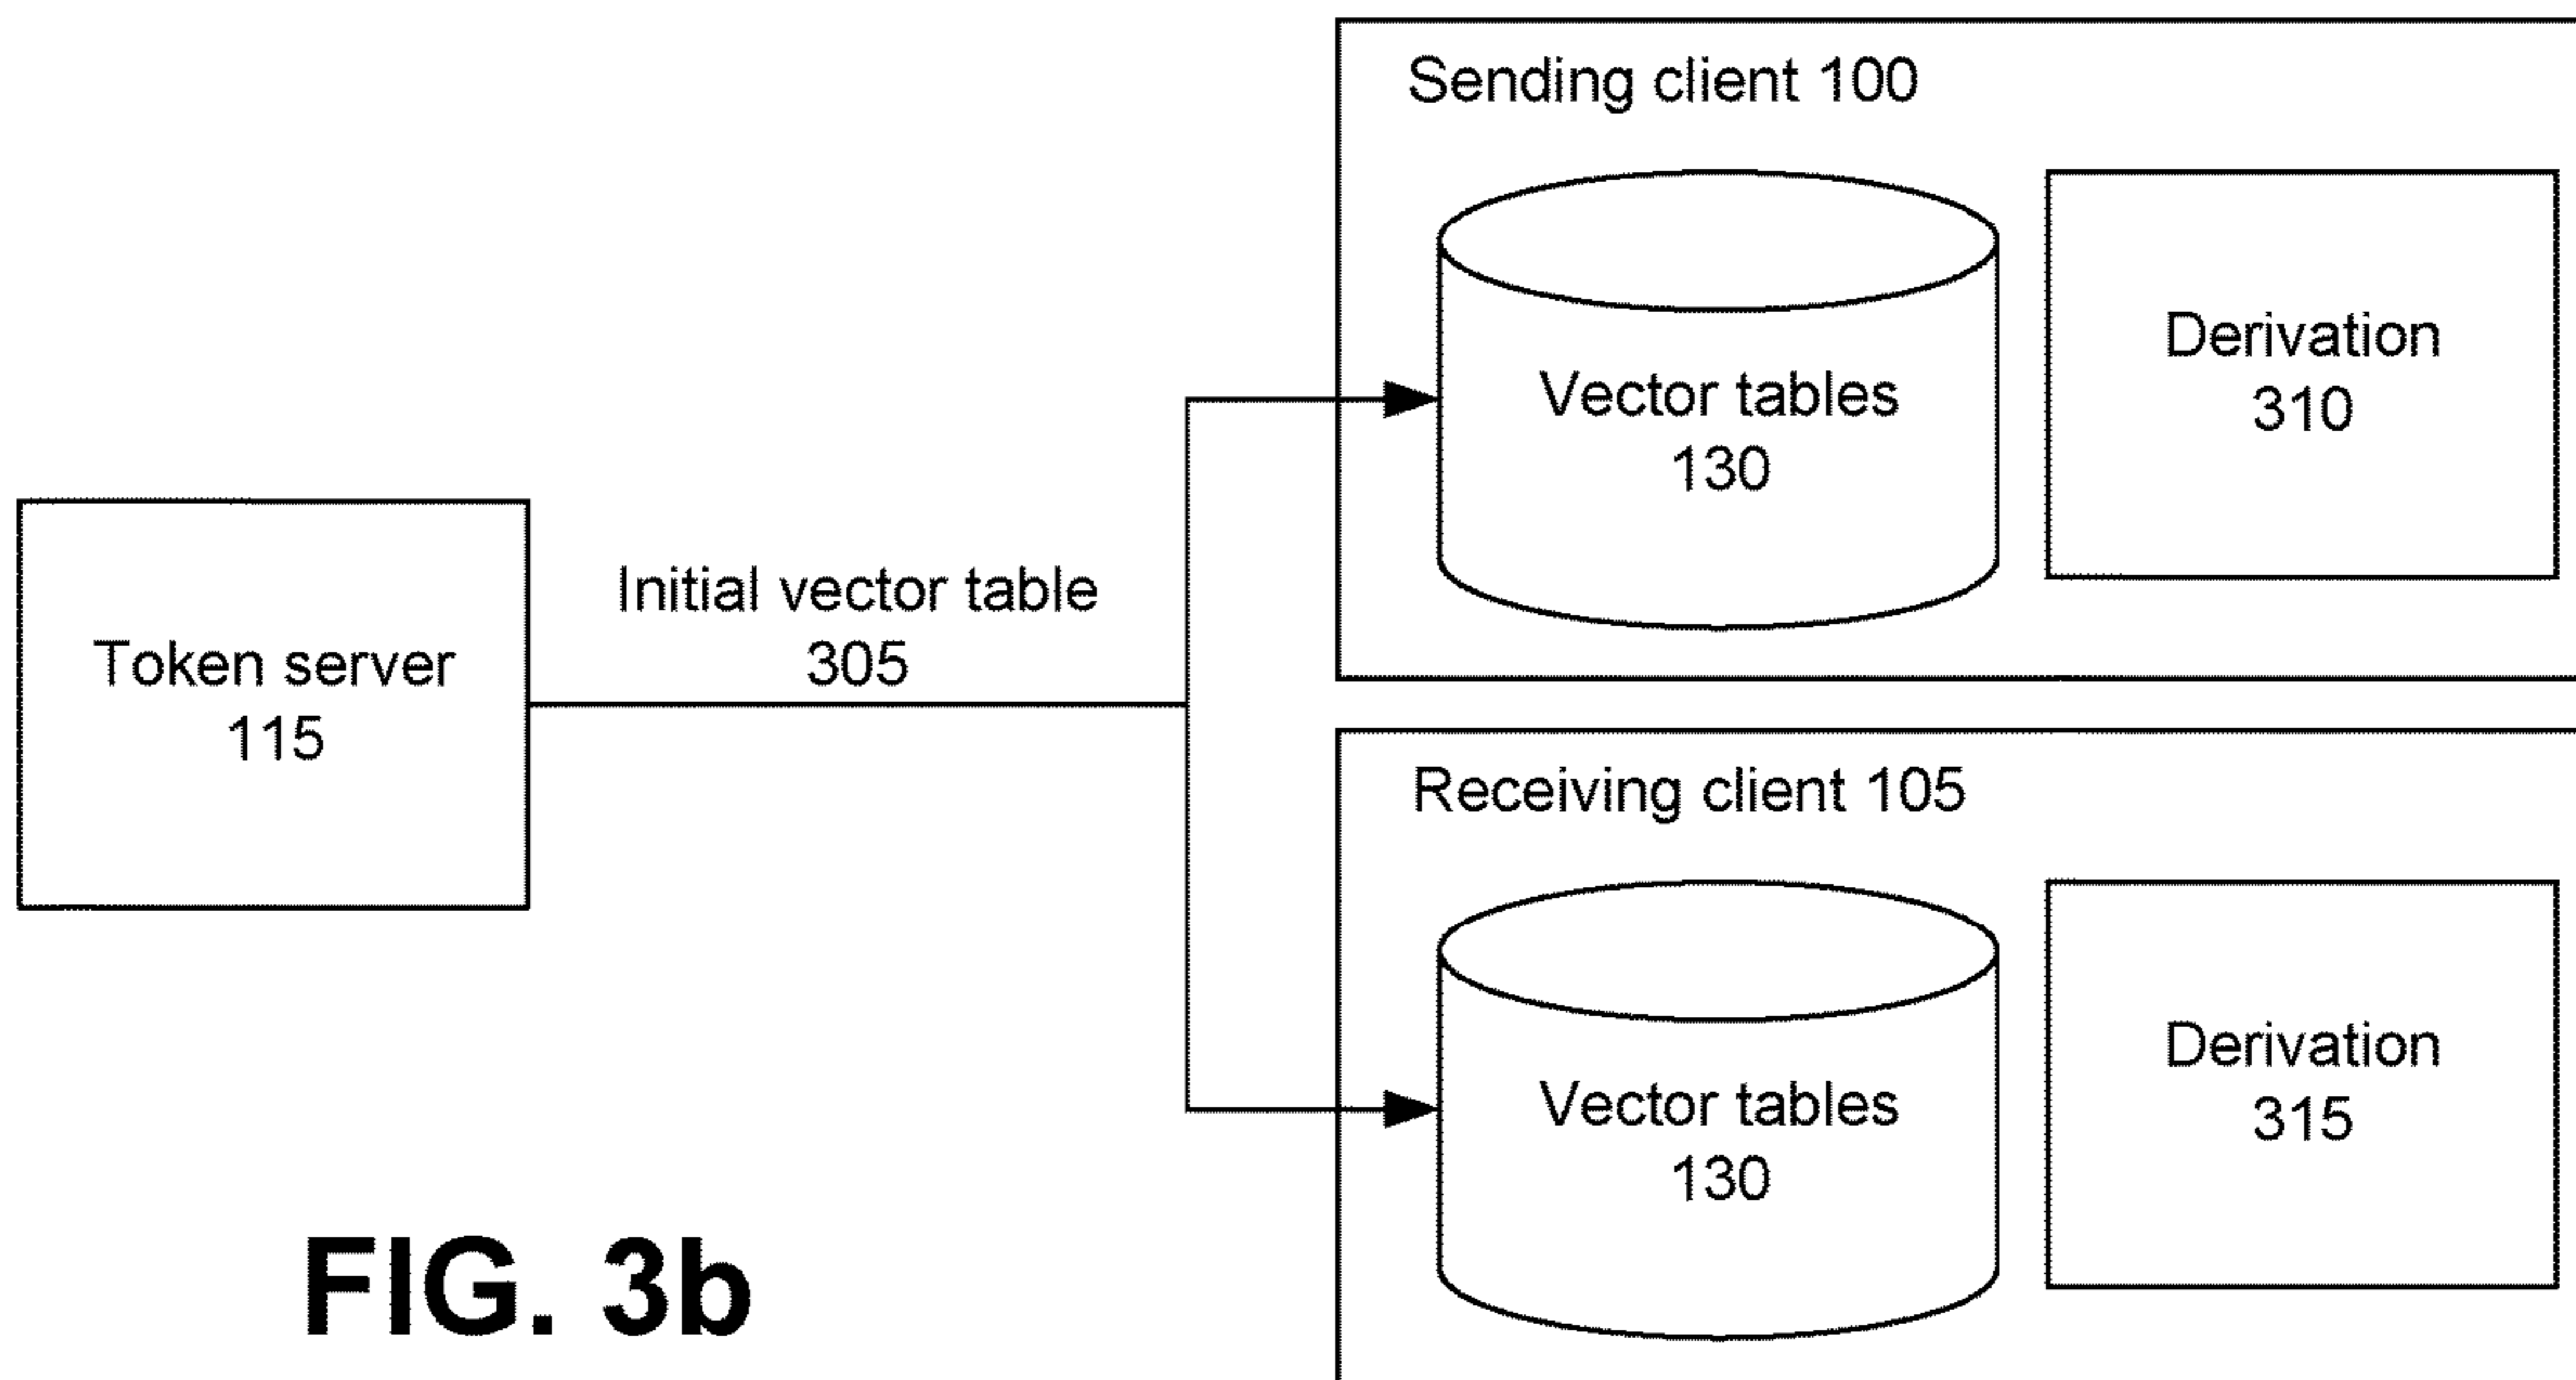 Sending client 100
Vector tables
130
Derivation
310
Initial vector table
305
Token server
115
Receiving client 105
Vector tables
130
Derivation
315
FIG. 3b